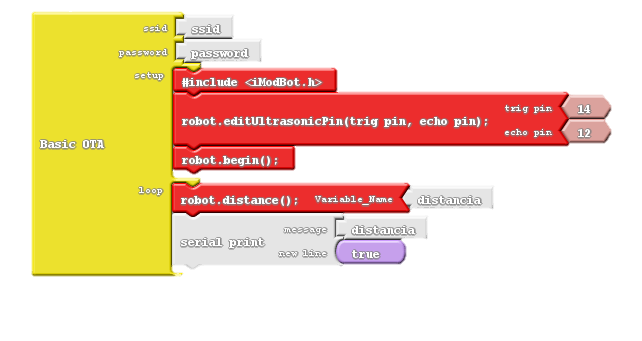 ssid ssid
password password
setup
#include <iModBot.h>
trig pin 14
robot.editUltrasonicPin(trig pin, echo pin);
echo pin 12
Basic OTA
robot.begin();
loop
robot.distance(); Variable_Name distancia
message distancia
serial print
new line true